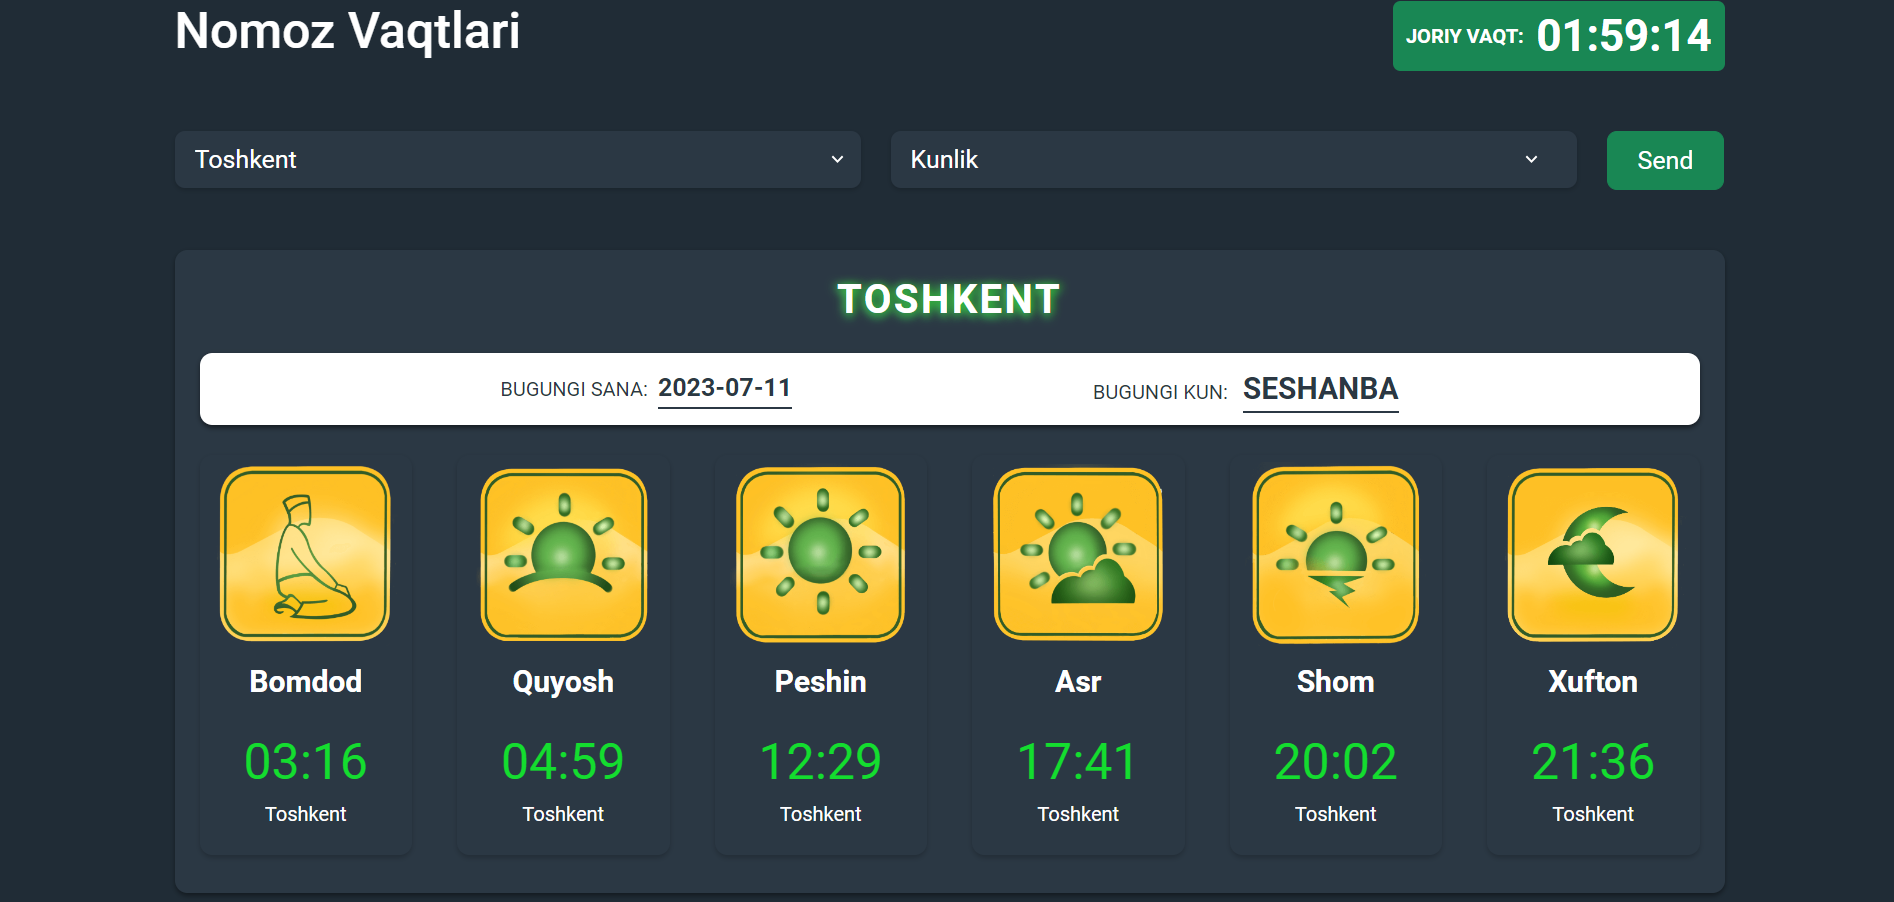 Nomoz Vaqtlari
JORIY VAQT: 01:59:14
Toshkent
Kunlik
Send
TOSHKENT
BUGUNGI SANA: 2023-07-11
BUGUNGI KUN: SESHANBA
Bomdod
03:16
Toshkent
Quyosh
04:59
Toshkent
Peshin
12:29
Toshkent
Asr
17:41
Toshkent
Shom
20:02
Toshkent
Xufton
21:36
Toshkent